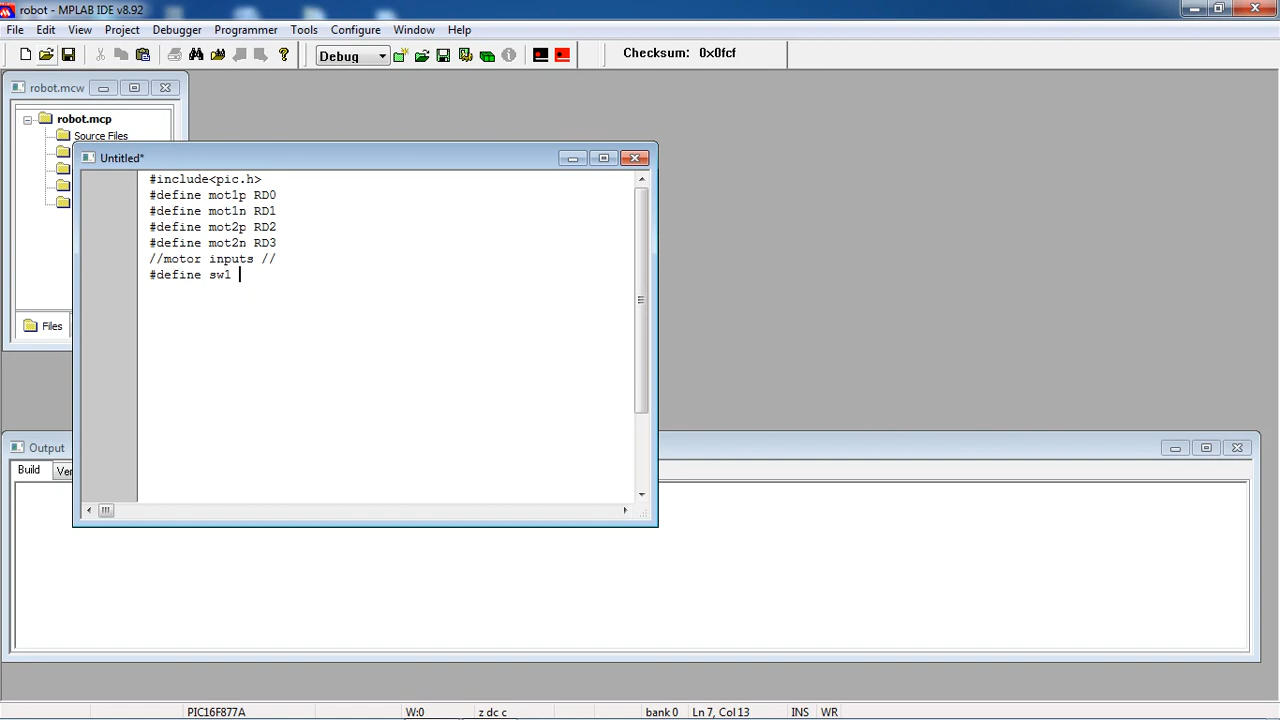 robot - MPLAB IDE v8.92
File Edit View Project Debugger Programmer Tools Configure Window Help
Debug
Checksum: 0x0fcf
robot.mcw
robot.mcp
Source Files
Files
Untitled*
#include<pic.h>
#define mot1p RD0
#define mot1n RD1
#define mot2p RD2
#define mot2n RD3
//motor inputs //
#define sw1
Output
Build Ver
PIC16F877A W:0 z dc c bank 0 Ln 7, Col 13 INS WR